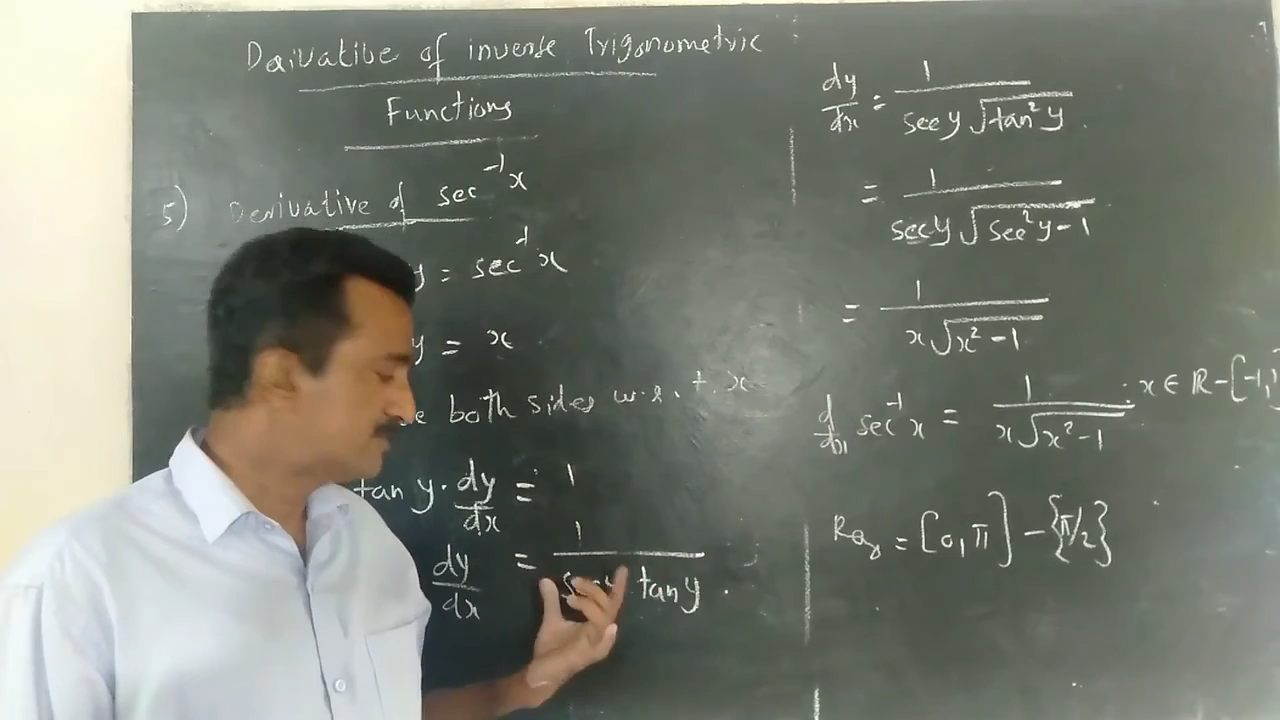 Derivative of inverse Trigonometric
Functions
5) Derivative of sec⁻¹x
y = sec⁻¹x
y = x
both sides w.r.t. x
tan y · dy/dx = 1
dy/dx = 1/(sec y tan y) .
dy/dx = 1/(sec y √(tan²y)) .
= 1/(sec y √(sec²y-1))
= 1/(x√(x²-1))
d/dx sec⁻¹x = 1/(x√(x²-1)) : x ∈ ℝ-[-1,1]
= [0,π] - {π/2}